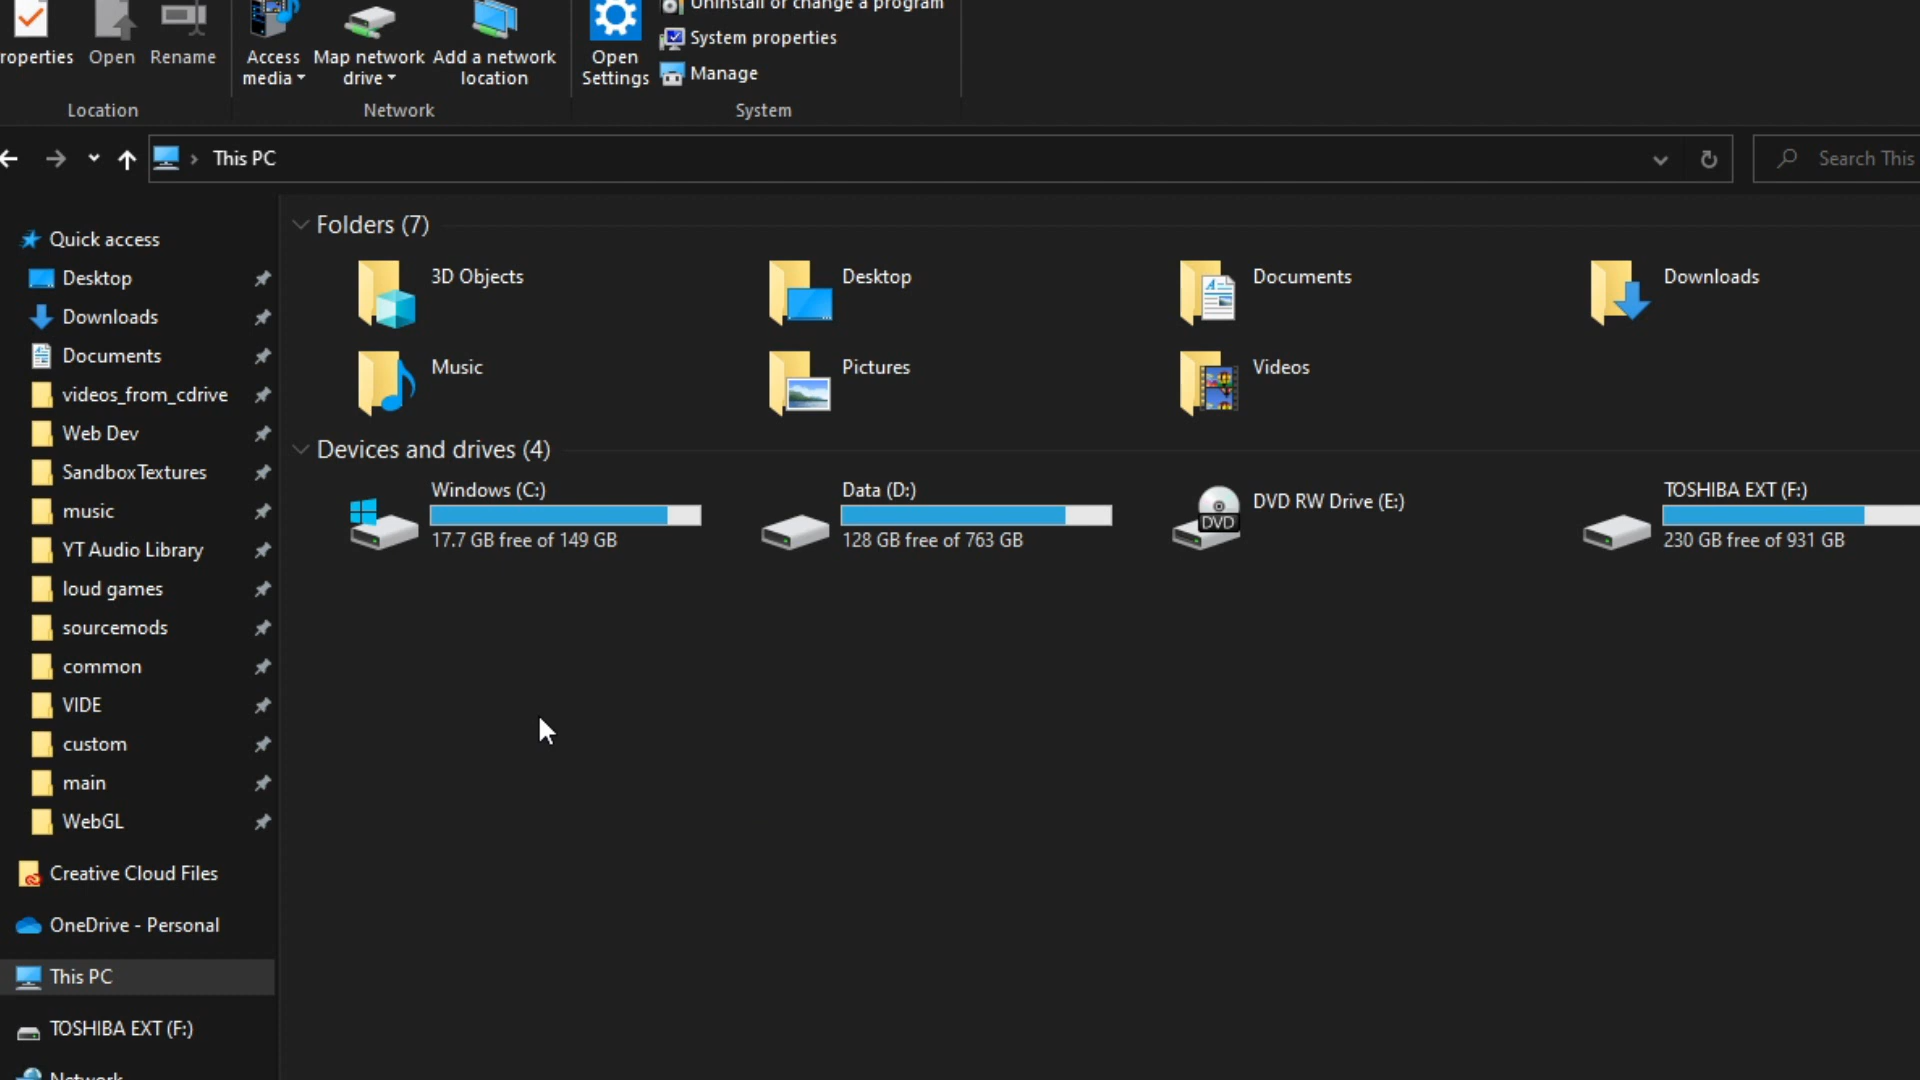 Uninstall or change a program
roperties
Open
Rename
Access
media
Map network
drive
Add a network
location
Open
Settings
System properties
Manage
Location
Network
System
This PC
Search This
Quick access
Desktop
Downloads
Documents
videos_from_cdrive
Web Dev
SandboxTextures
music
YT Audio Library
loud games
sourcemods
common
VIDE
custom
main
WebGL
Creative Cloud Files
OneDrive - Personal
This PC
TOSHIBA EXT (F:)
Network
Folders (7)
3D Objects
Desktop
Documents
Downloads
Music
Pictures
Videos
Devices and drives (4)
Windows (C:)
17.7 GB free of 149 GB
Data (D:)
128 GB free of 763 GB
DVD RW Drive (E:)
DVD
TOSHIBA EXT (F:)
230 GB free of 931 GB